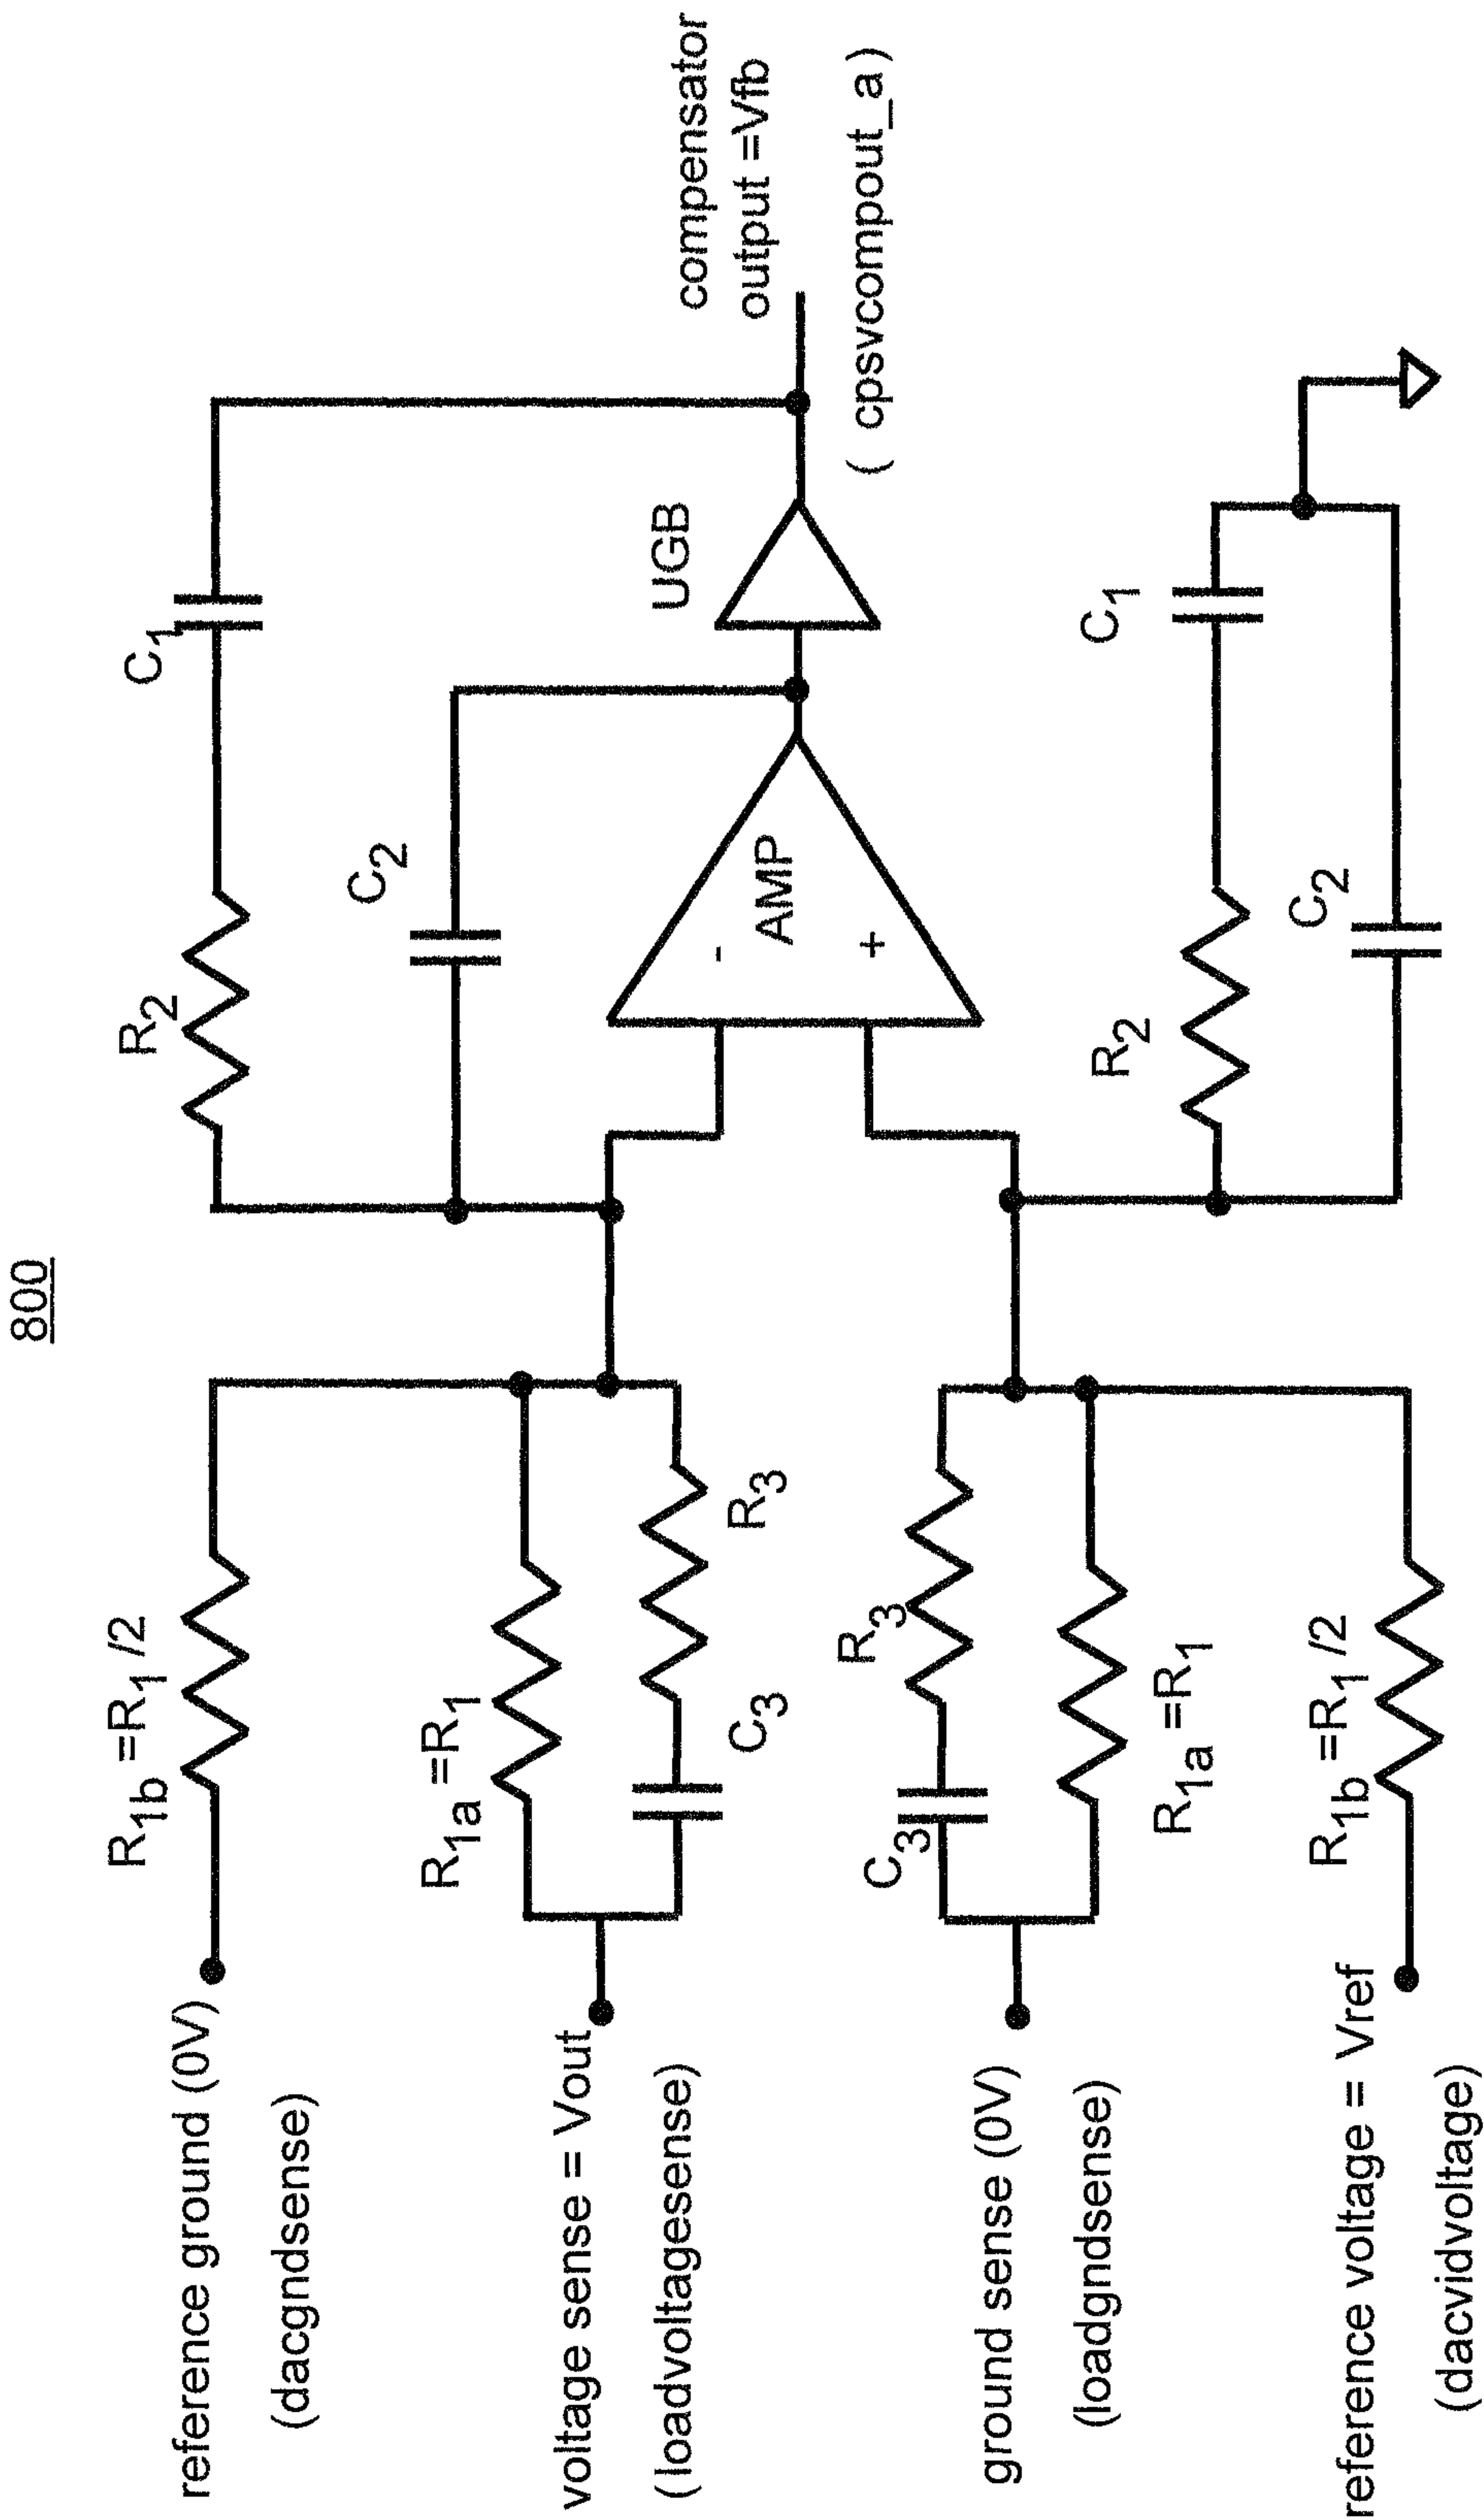 800
reference ground (0V)
(dacgndsense)
R1b =R1 /2
voltage sense = Vout
(loadvoltagesense)
R1a =R1
C3
R3
ground sense (0V)
(loadgndsense)
C3
R3
R1a =R1
reference voltage = Vref
(dacvidvoltage)
R1b =R1 /2
R2
C1
C2
-
AMP
+
UGB
compensator
output =Vfb
( cpsvcompout_a)
R2
C1
C2